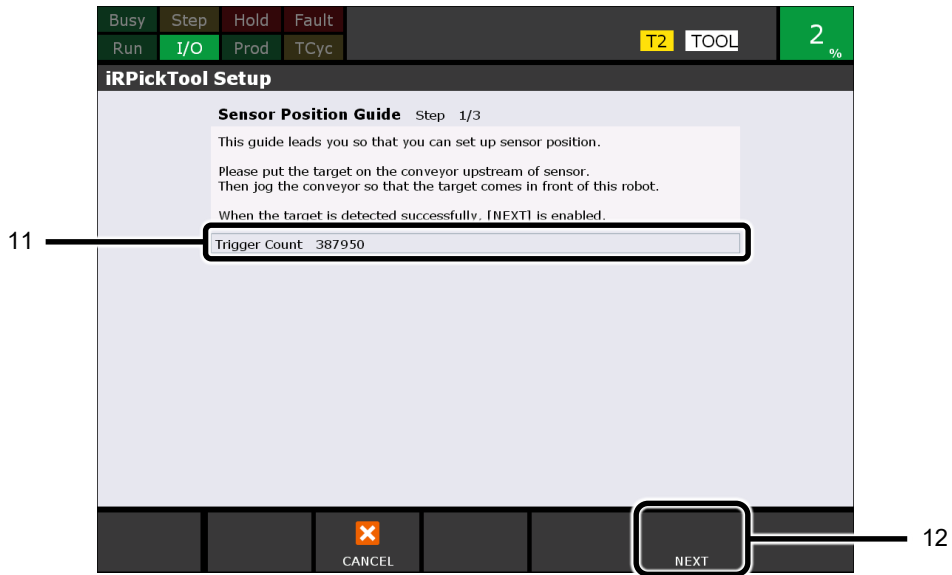 Busy Step Hold Fault
Run I/O Prod TCyc
T2 TOOL
2 %
iRPickTool Setup
Sensor Position Guide Step 1/3
This guide leads you so that you can set up sensor position.
Please put the target on the conveyor upstream of sensor.
Then jog the conveyor so that the target comes in front of this robot.
When the target is detected successfully, [NEXT] is enabled.
11
Trigger Count 387950
CANCEL
NEXT
12